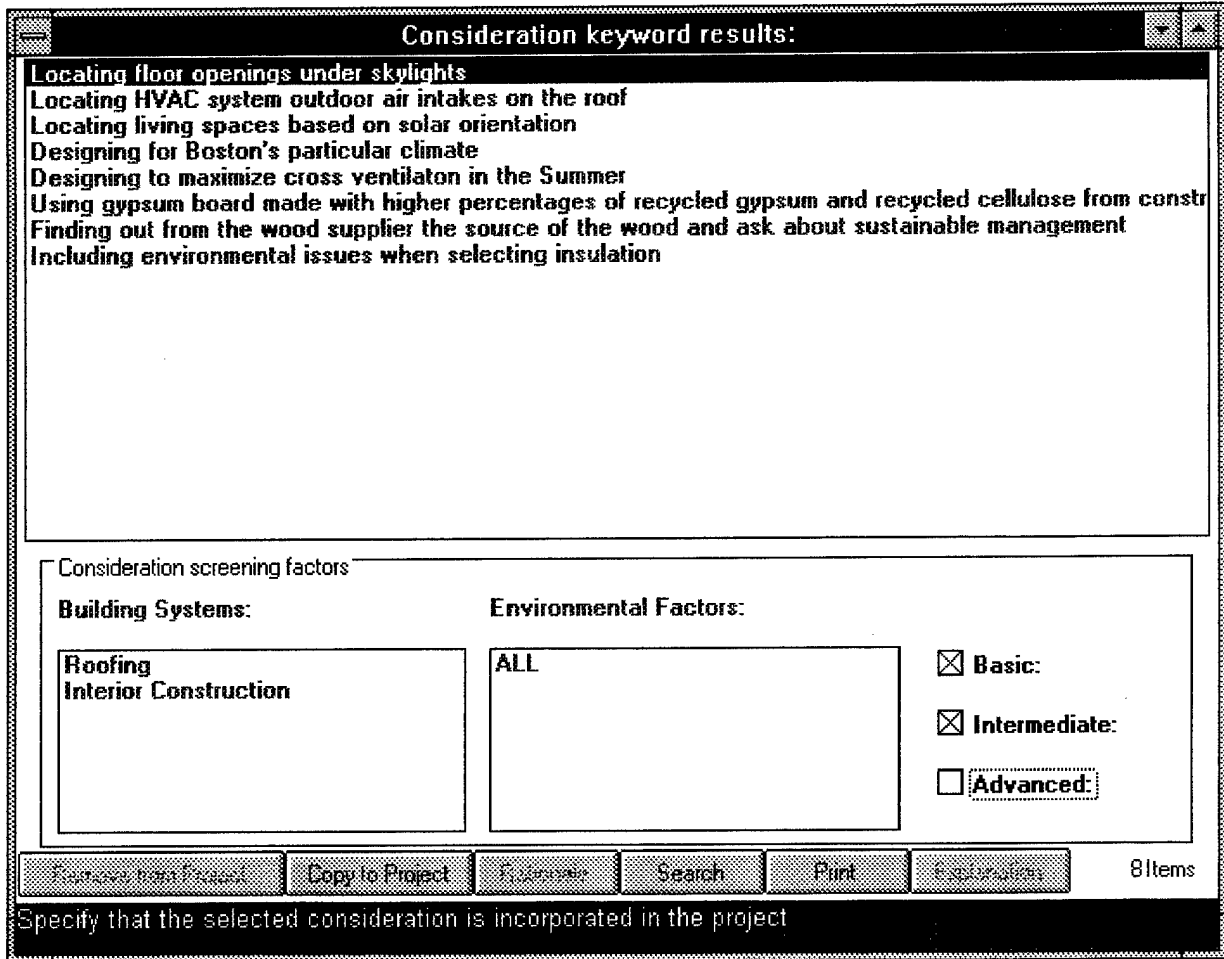 Consideration keyword results:
Locating floor openings under skylights
Locating HVAC system outdoor air intakes on the roof
Locating living spaces based on solar orientation
Designing for Boston's particular climate
Designing to maximize cross ventilaton in the Summer
Using gypsum board made with higher percentages of recycled gypsum and recycled cellulose from constr
Finding out from the wood supplier the source of the wood and ask about sustainable management
Including environmental issues when selecting insulation
Consideration screening factors
Building Systems: Environmental Factors:
Roofing ALL Basic:
Interior Construction
Intermediate:
Advanced:
Remove from Project Copy to Project Rationale Search Print Explanation 8 Items
Specify that the selected consideration is incorporated in the project